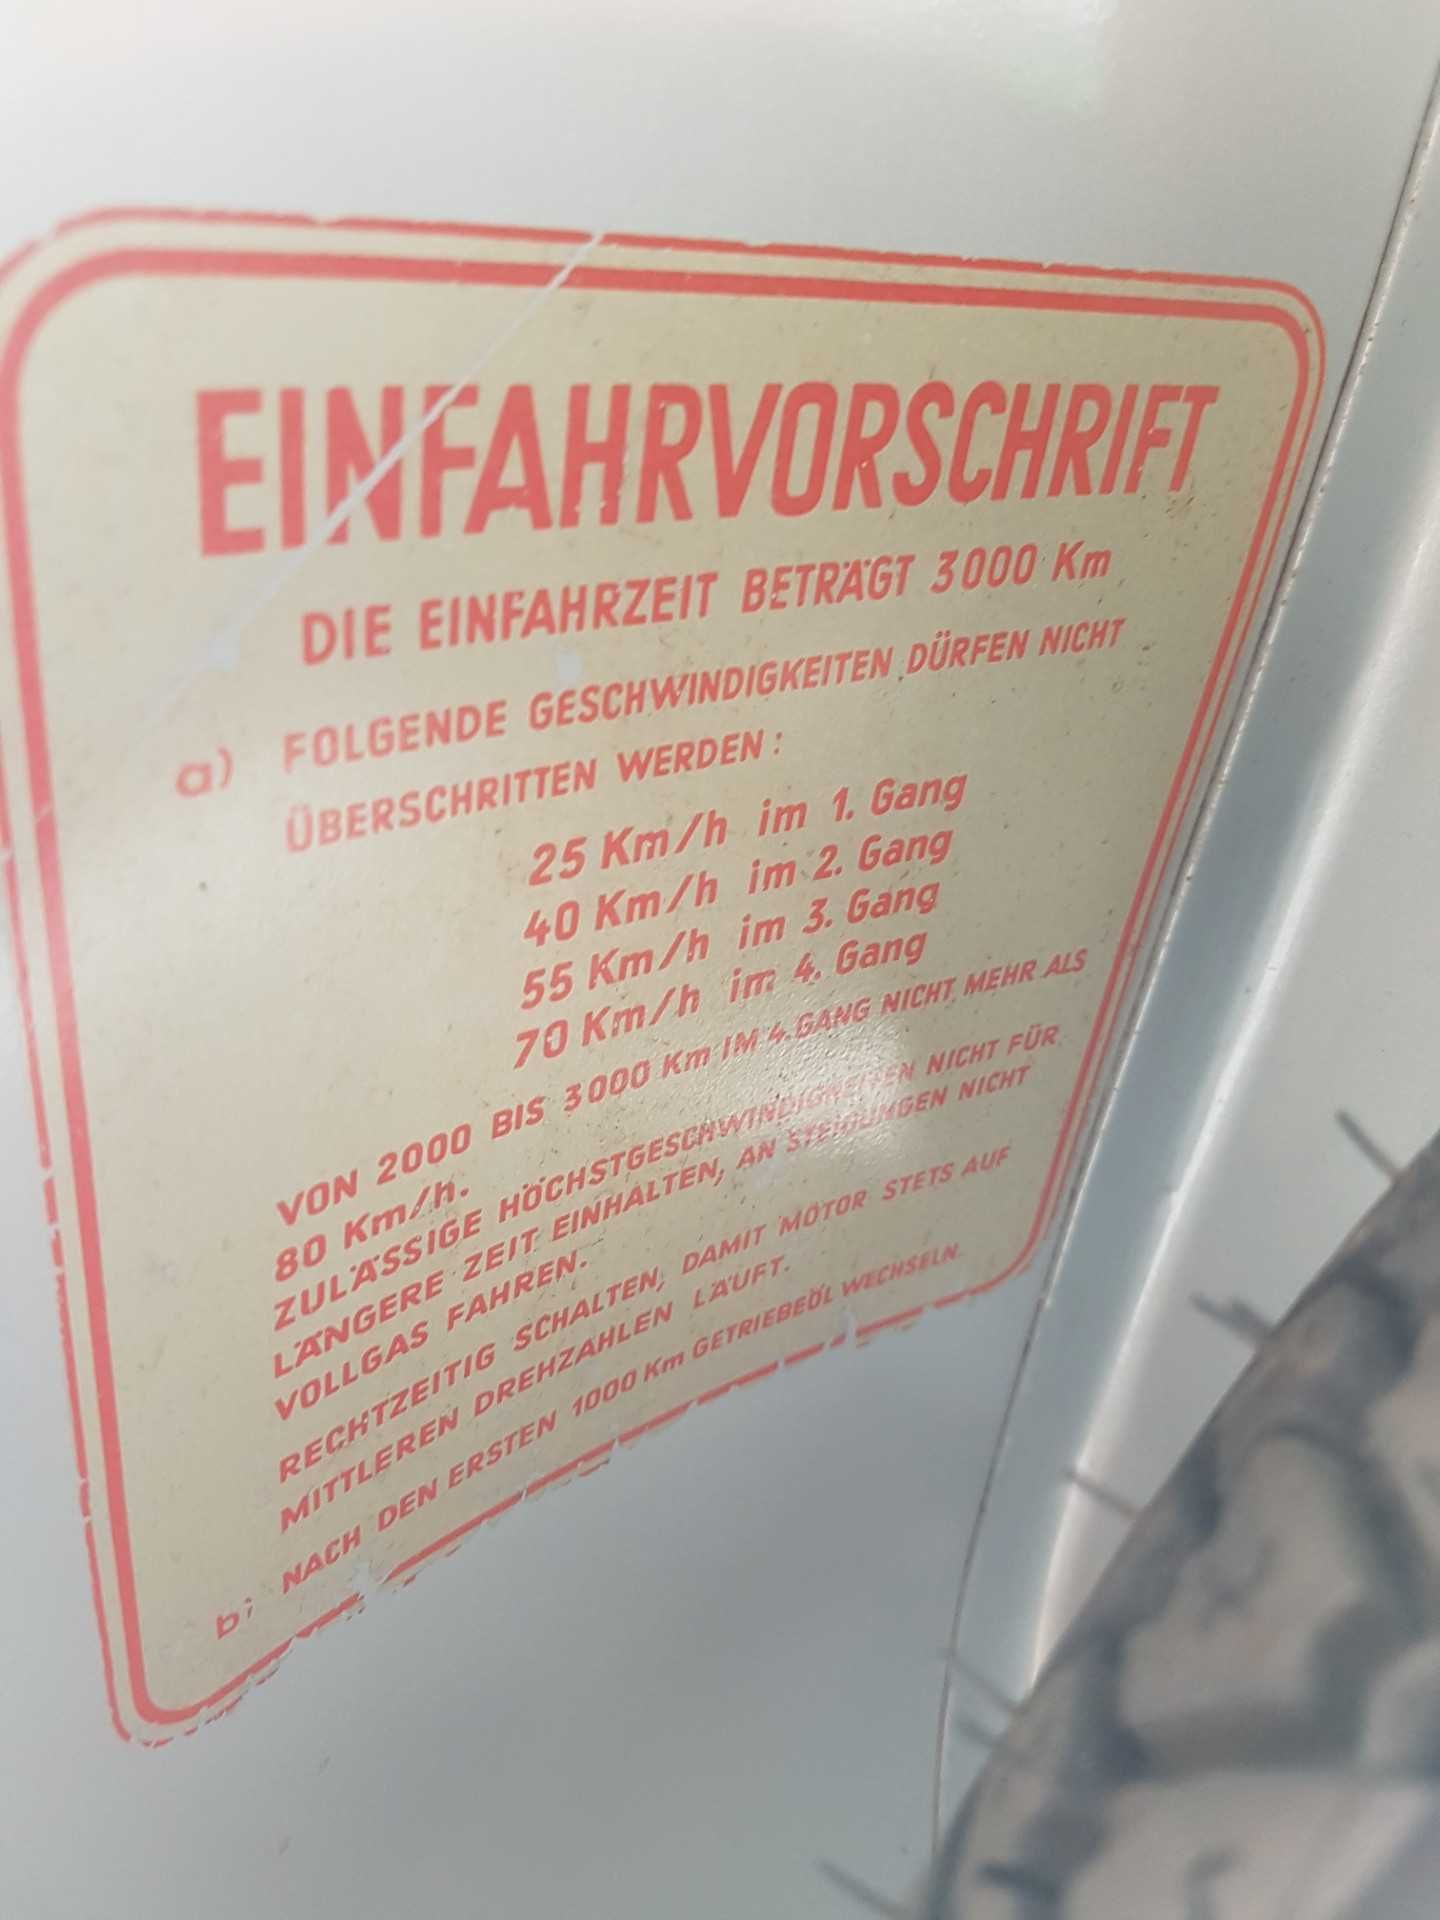 EINFAHRVORSCHRIFT
DIE EINFAHRZEIT BETRÄGT 3000 Km
a) FOLGENDE GESCHWINDIGKEITEN DÜRFEN NICHT
ÜBERSCHRITTEN WERDEN:
25 Km/h im 1. Gang
40 Km/h im 2. Gang
55 Km/h im 3. Gang
70 Km/h im 4. Gang
VON 2000 BIS 3000 Km IM 4. GANG NICHT MEHR ALS
80 Km/h.
ZULÄSSIGE HÖCHSTGESCHWINDIGKEITEN NICHT FÜR
LÄNGERE ZEIT EINHALTEN, AN STEIGUNGEN NICHT
VOLLGAS FAHREN.
RECHTZEITIG SCHALTEN, DAMIT MOTOR STETS AUF
MITTLEREN DREHZAHLEN LÄUFT.
b) NACH DEN ERSTEN 1000 Km GETRIEBEÖL WECHSELN.